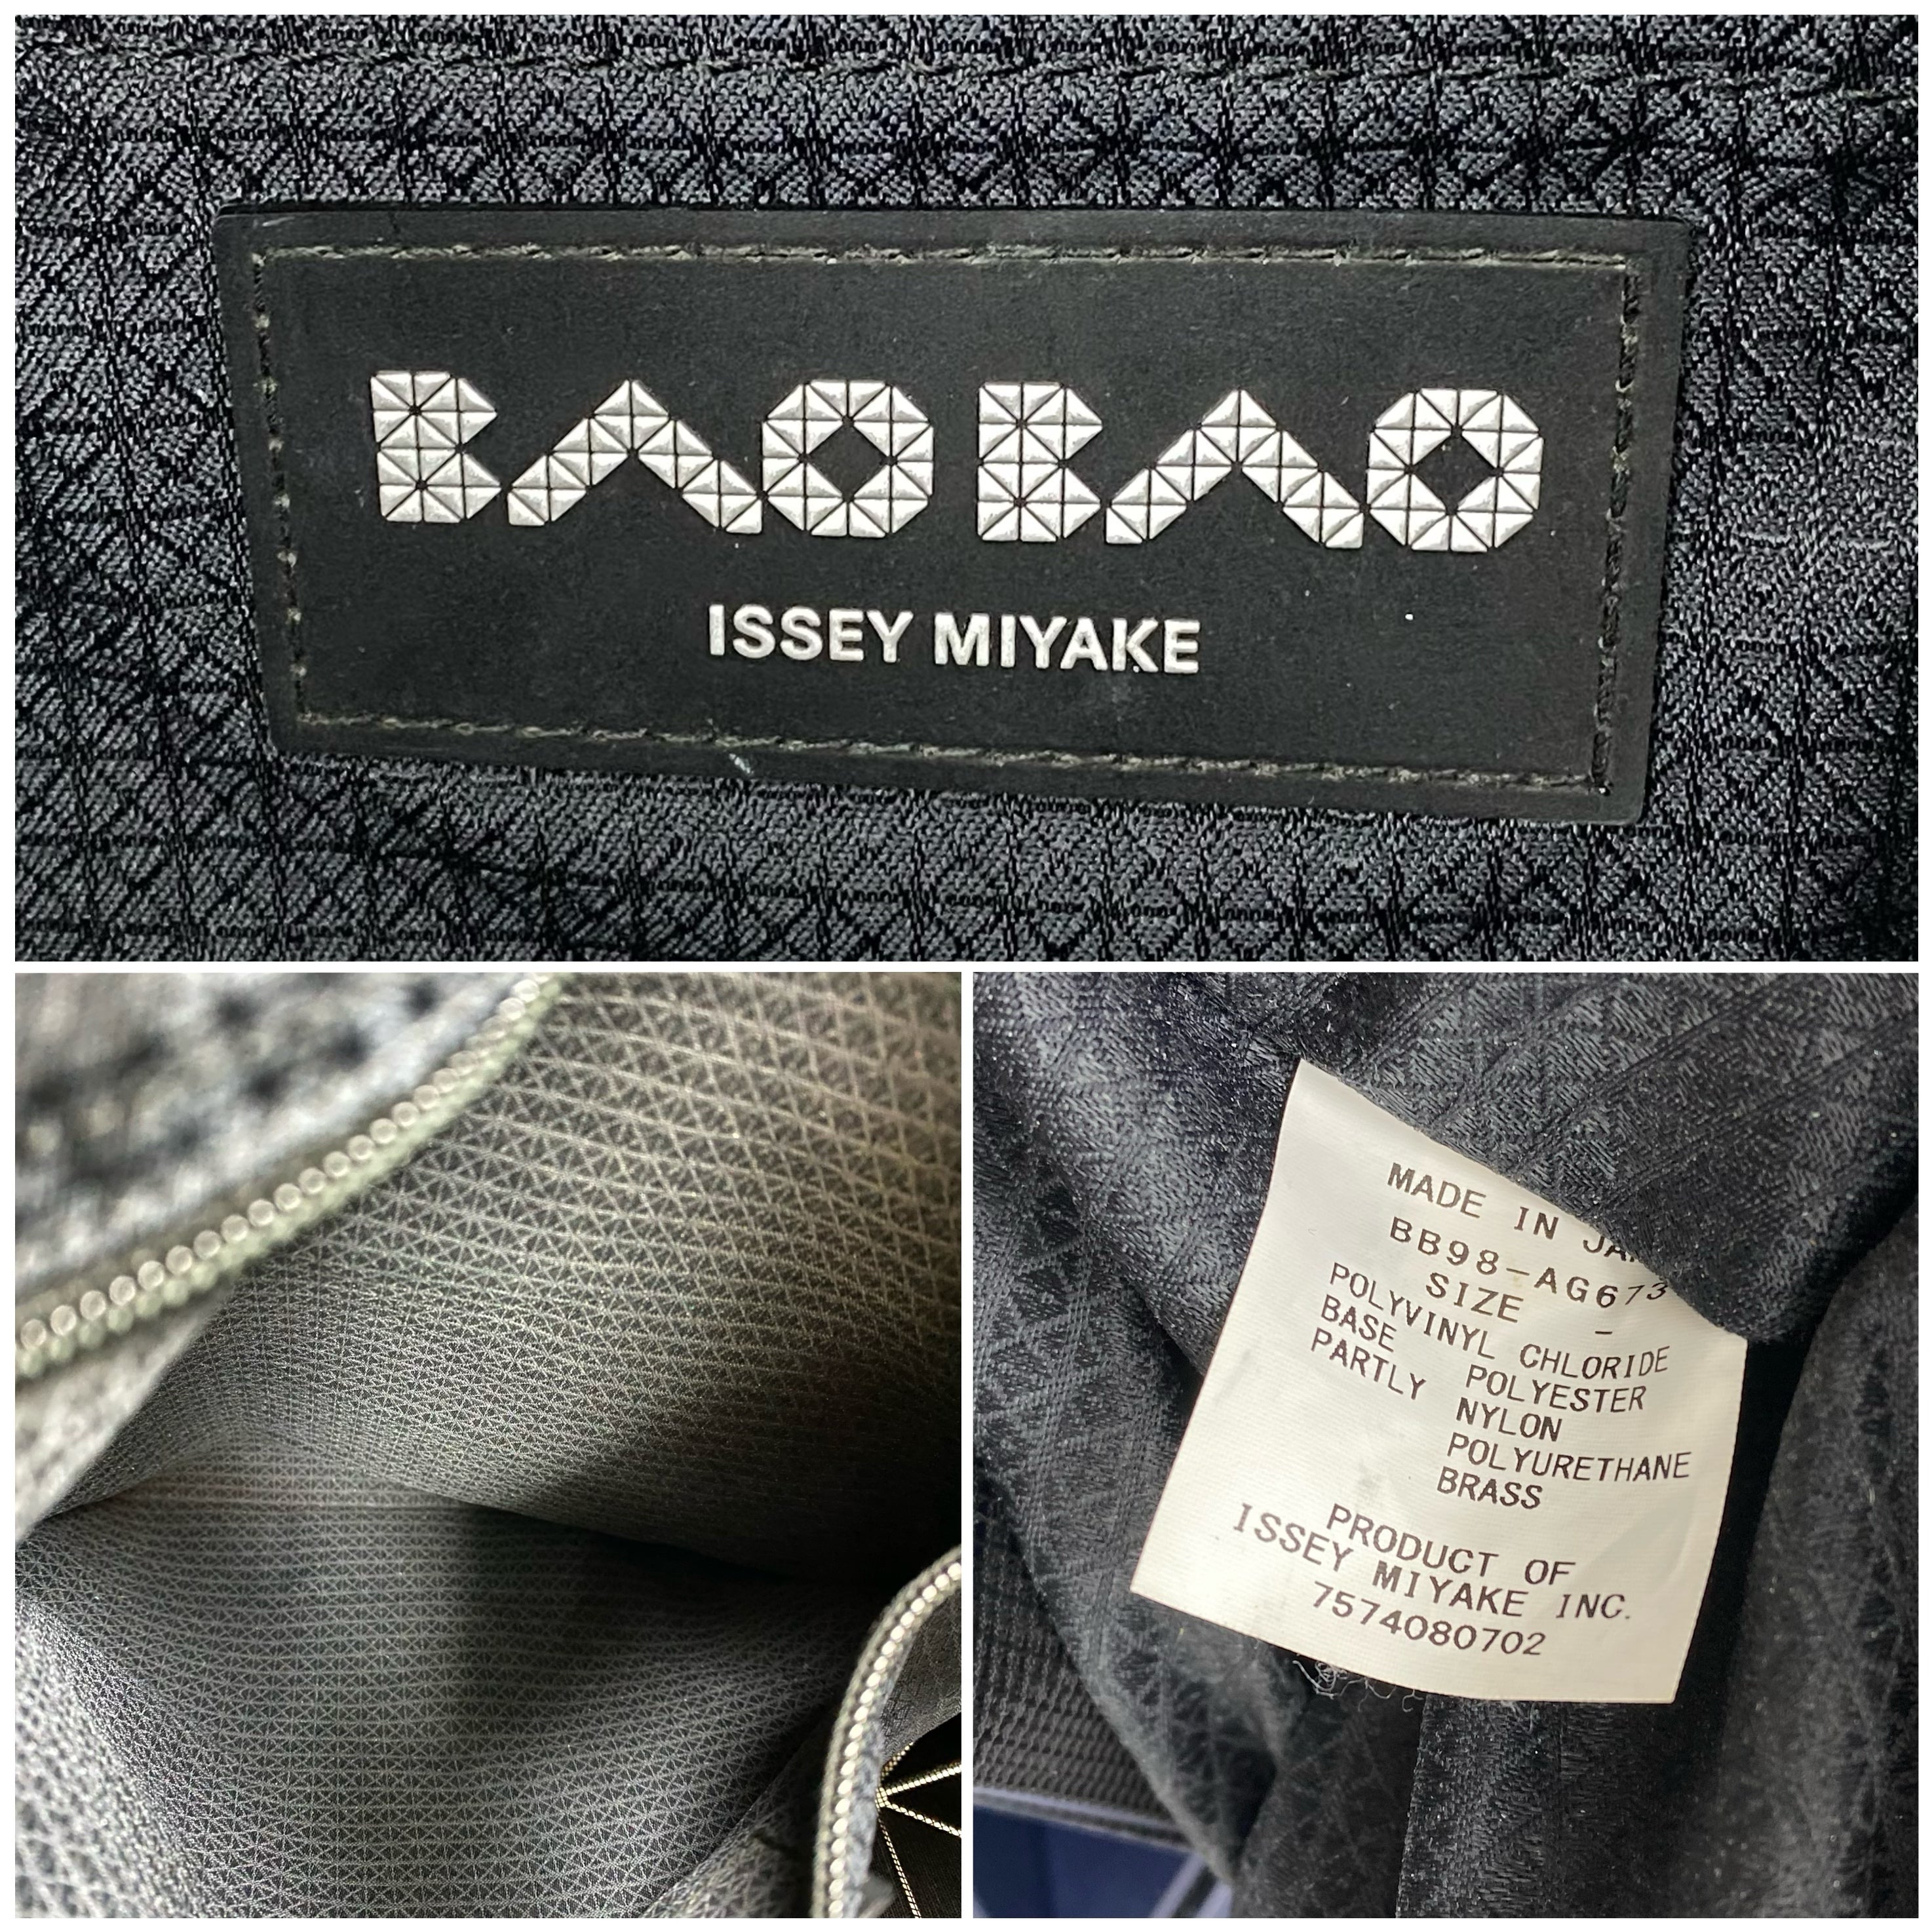 BAO BAO
ISSEY MIYAKE
MADE IN
BB98-AG673
SIZE -
POLYVINYL CHLORIDE
BASE POLYESTER
PARTLY NYLON
POLYURETHANE
BRASS
PRODUCT OF
ISSEY MIYAKE INC.
7574080702